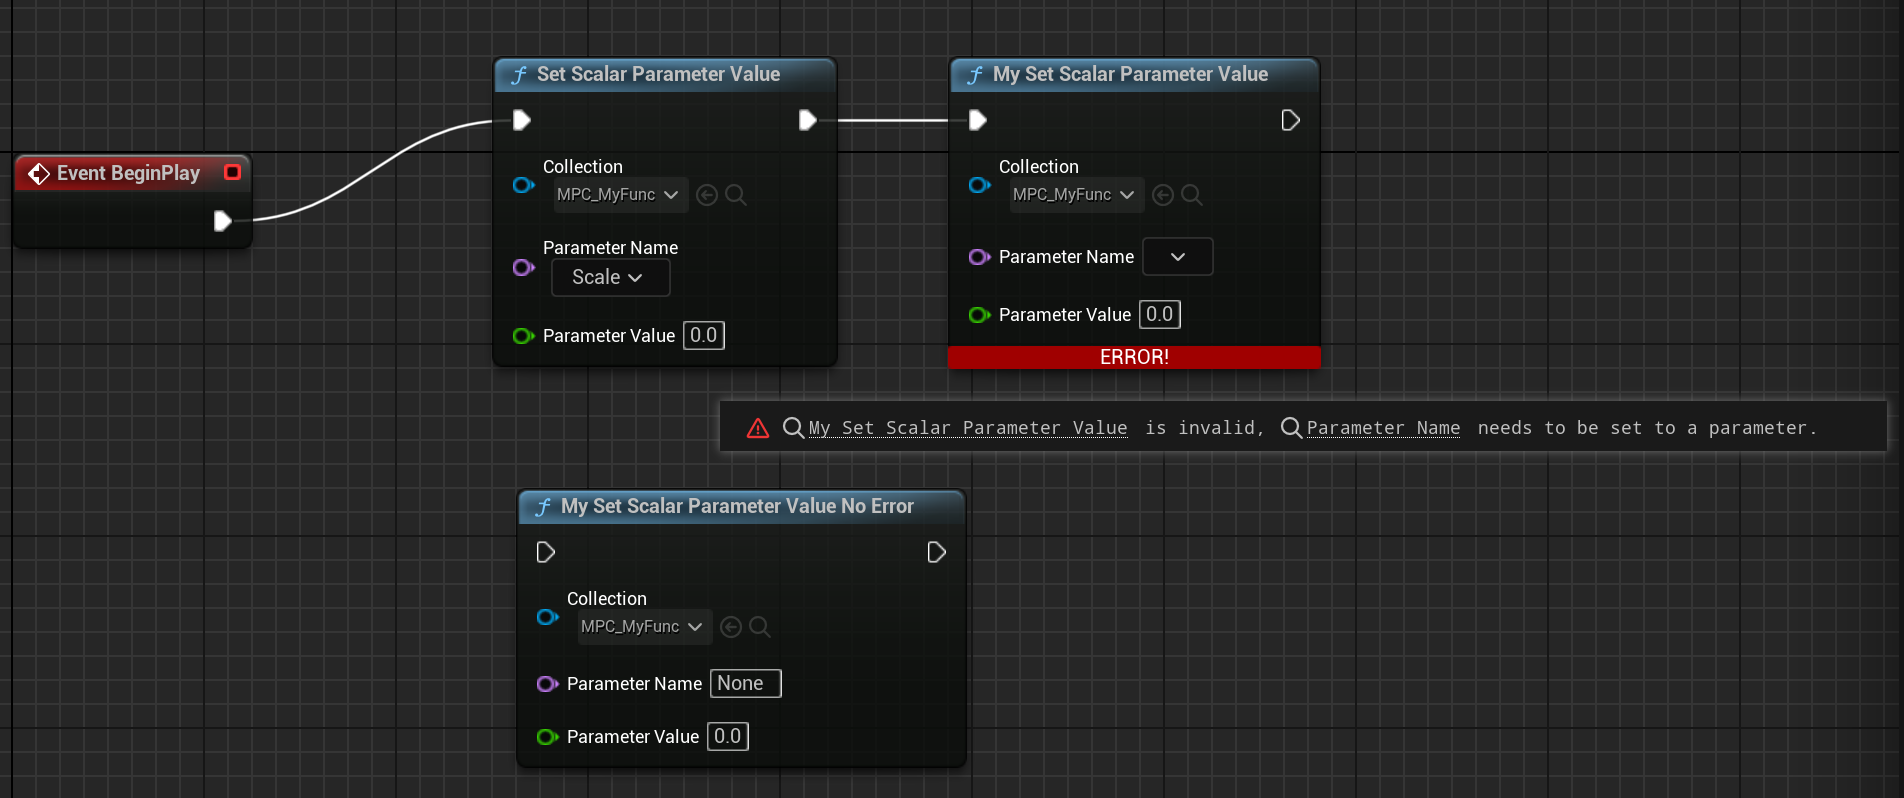 Event BeginPlay
Set Scalar Parameter Value
Collection
MPC_MyFunc
Parameter Name
Scale
Parameter Value 0.0
My Set Scalar Parameter Value
Collection
MPC_MyFunc
Parameter Name
Parameter Value 0.0
ERROR!
My Set Scalar Parameter Value is invalid, Parameter Name needs to be set to a parameter.
My Set Scalar Parameter Value No Error
Collection
MPC_MyFunc
Parameter Name None
Parameter Value 0.0